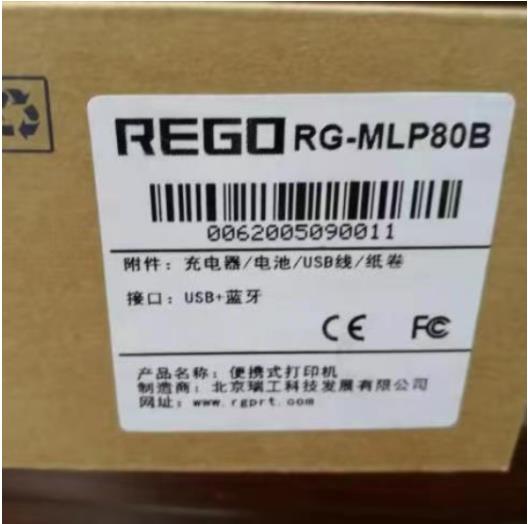 REGO RG-MLP80B
0062005090011
附件：充电器/电池/USB线/纸卷
接口：USB+蓝牙
CE FC
产品名称：便携式打印机
制造商：北京瑞工科技发展有限公司
网址：www.rgprt.com